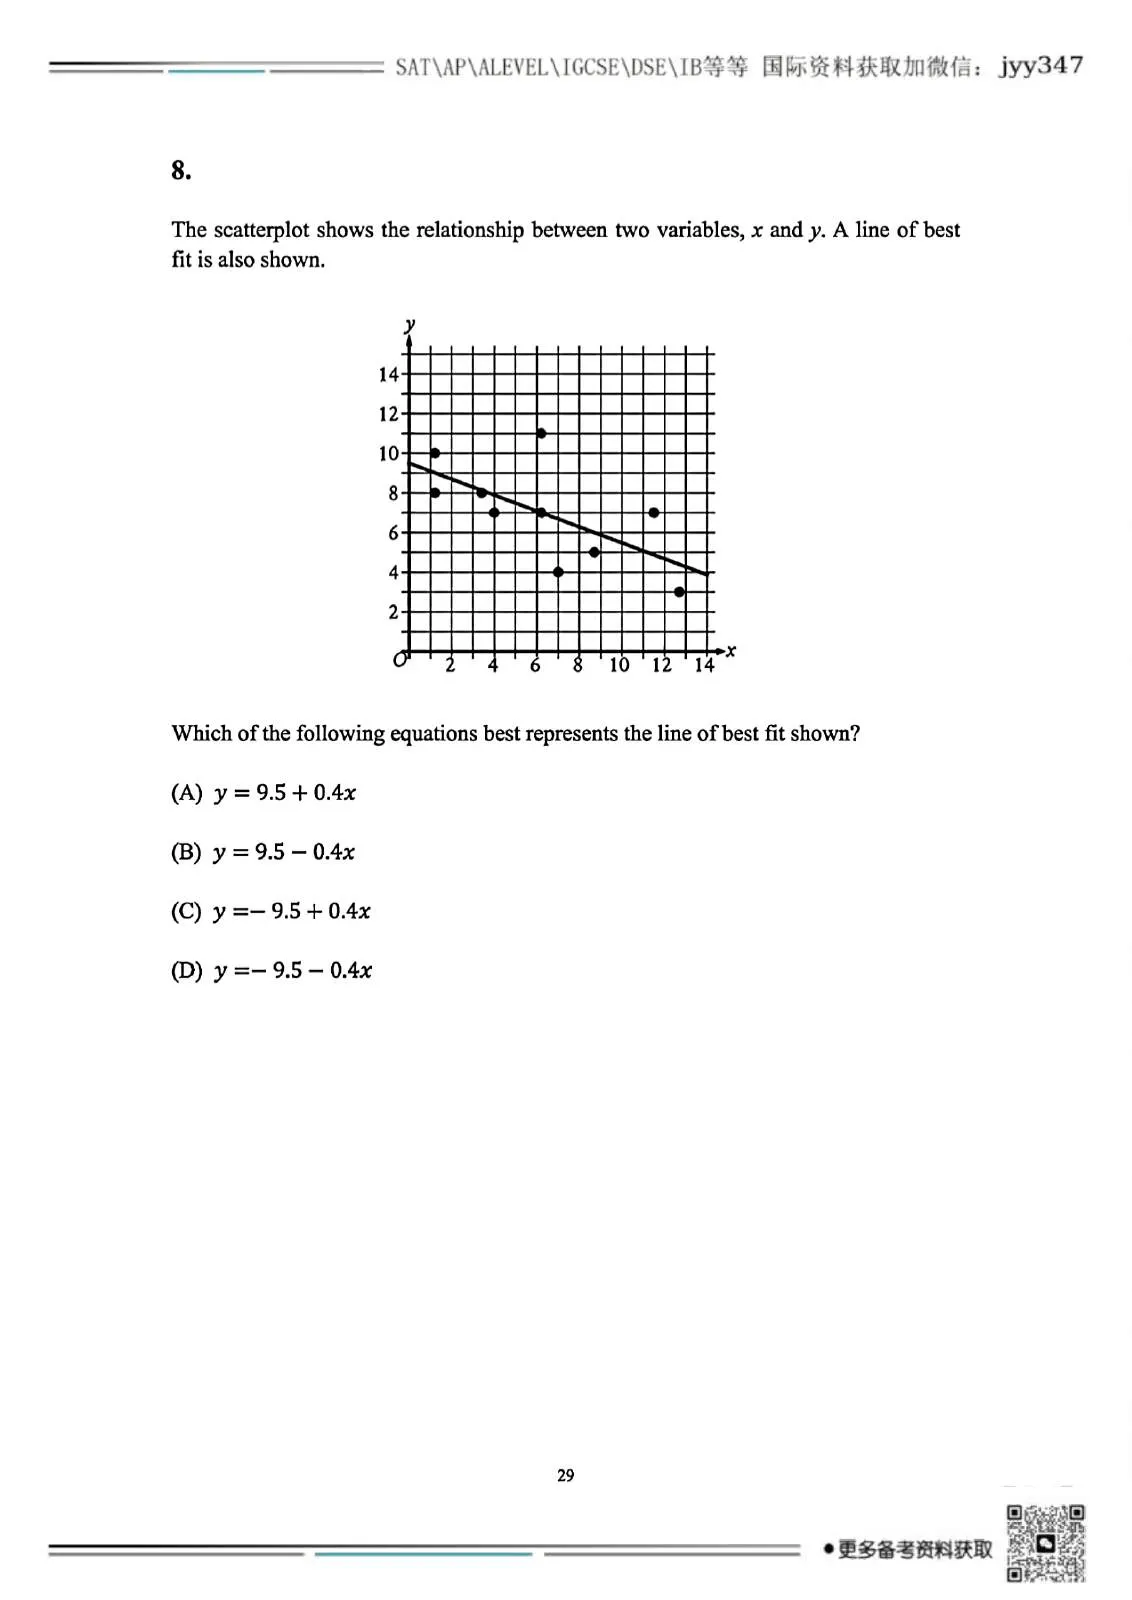 SAT\AP\ALEVEL\IGCSE\DSE\IB等等 国际资料获取加微信: jyy347
8.
The scatterplot shows the relationship between two variables, x and y. A line of best
fit is also shown.
y
14
12
10
8
6
4
2
O 2 4 6 8 10 12 14 x
Which of the following equations best represents the line of best fit shown?
(A) y = 9.5 + 0.4x
(B) y = 9.5 − 0.4x
(C) y =− 9.5 + 0.4x
(D) y =− 9.5 − 0.4x
29
●更多备考资料获取